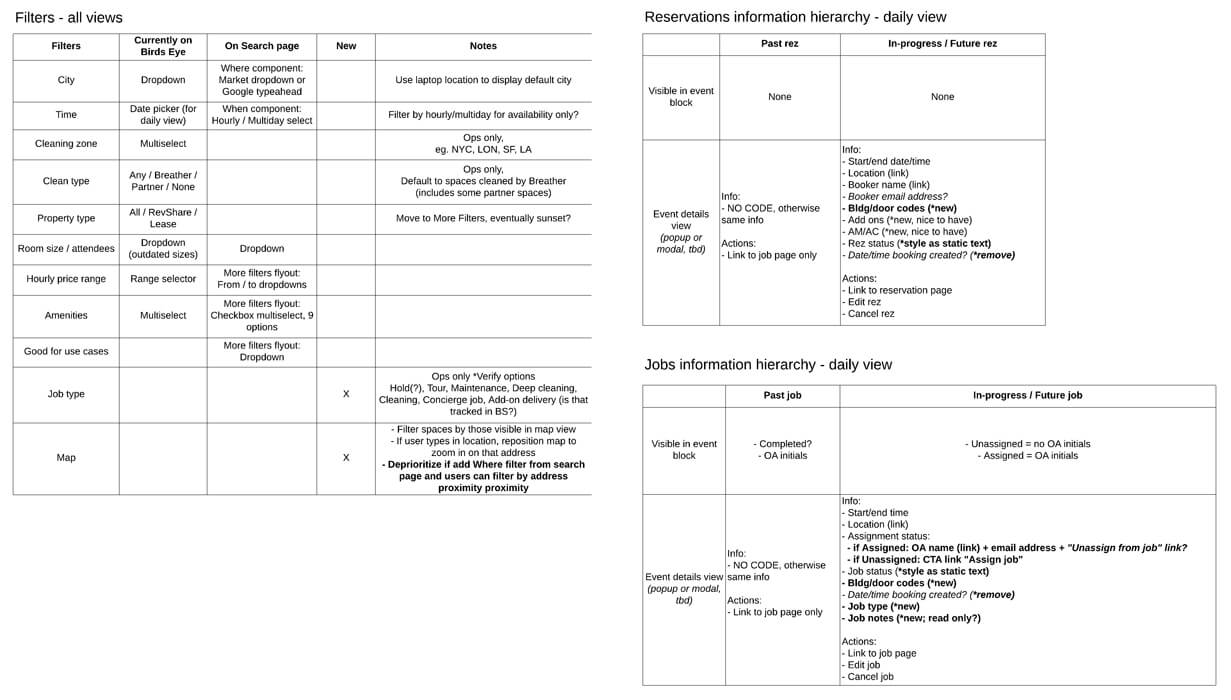 Filters - all views
Filters
Currently on
Birds Eye
On Search page
New
Notes
City
Dropdown
Where component:
Market dropdown or
Google typeahead
Use laptop location to display default city
Time
Date picker (for
daily view)
When component:
Hourly / Multiday select
Filter by hourly/multiday for availability only?
Cleaning zone
Multiselect
Ops only,
eg. NYC, LON, SF, LA
Clean type
Any / Breather /
Partner / None
Ops only,
Default to spaces cleaned by Breather
(includes some partner spaces)
Property type
All / RevShare /
Lease
Move to More Filters, eventually sunset?
Room size / attendees
Dropdown
(outdated sizes)
Dropdown
Hourly price range
Range selector
More filters flyout:
From / to dropdowns
Amenities
Multiselect
More filters flyout:
Checkbox multiselect, 9
options
Good for use cases
More filters flyout:
Dropdown
Job type
X
Ops only *Verify options
Hold(?), Tour, Maintenance, Deep cleaning,
Cleaning, Concierge job, Add-on delivery (is that
tracked in BS?)
Map
X
- Filter spaces by those visible in map view
- If user types in location, reposition map to
zoom in on that address
- Deprioritize if add Where filter from search
page and users can filter by address
proximity proximity
Reservations information hierarchy - daily view
Past rez
In-progress / Future rez
Visible in event
block
None
None
Event details
view
(popup or
modal, tbd)
Info:
- NO CODE, otherwise
same info
Actions:
- Link to job page only
Info:
- Start/end date/time
- Location (link)
- Booker name (link)
- Booker email address?
- Bldg/door codes (*new)
- Add ons (*new, nice to have)
- AM/AC (*new, nice to have)
- Rez status (*style as static text)
- Date/time booking created? (*remove)
Actions:
- Link to reservation page
- Edit rez
- Cancel rez
Jobs information hierarchy - daily view
Past job
In-progress / Future job
Visible in event
block
- Completed?
- OA initials
- Unassigned = no OA initials
- Assigned = OA initials
Event details view
(popup or modal,
tbd)
Info:
- NO CODE, otherwise
same info
Actions:
- Link to job page only
Info:
- Start/end time
- Location (link)
- Assignment status:
- if Assigned: OA name (link) + email address + "Unassign from job" link?
- if Unassigned: CTA link "Assign job"
- Job status (*style as static text)
- Bldg/door codes (*new)
- Date/time booking created? (*remove)
- Job type (*new)
- Job notes (*new; read only?)
Actions:
- Link to job page
- Edit job
- Cancel job